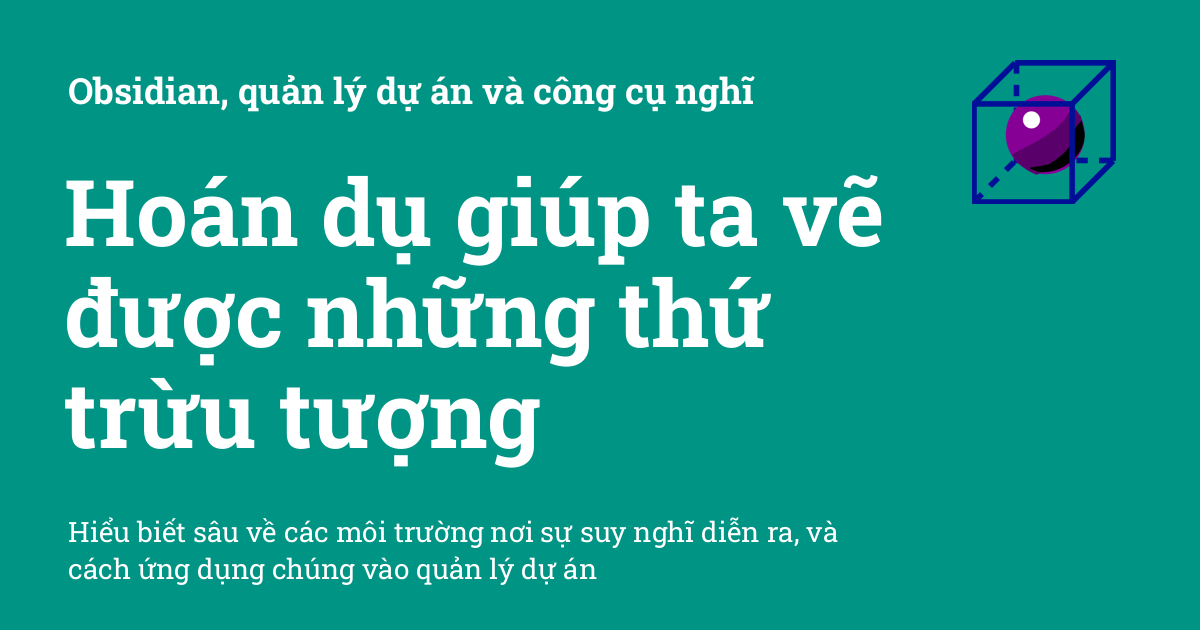 Obsidian, quản lý dự án và công cụ nghĩ
Hoán dụ giúp ta vẽ
được những thứ
trừu tượng
Hiểu biết sâu về các môi trường nơi sự suy nghĩ diễn ra, và
cách ứng dụng chúng vào quản lý dự án